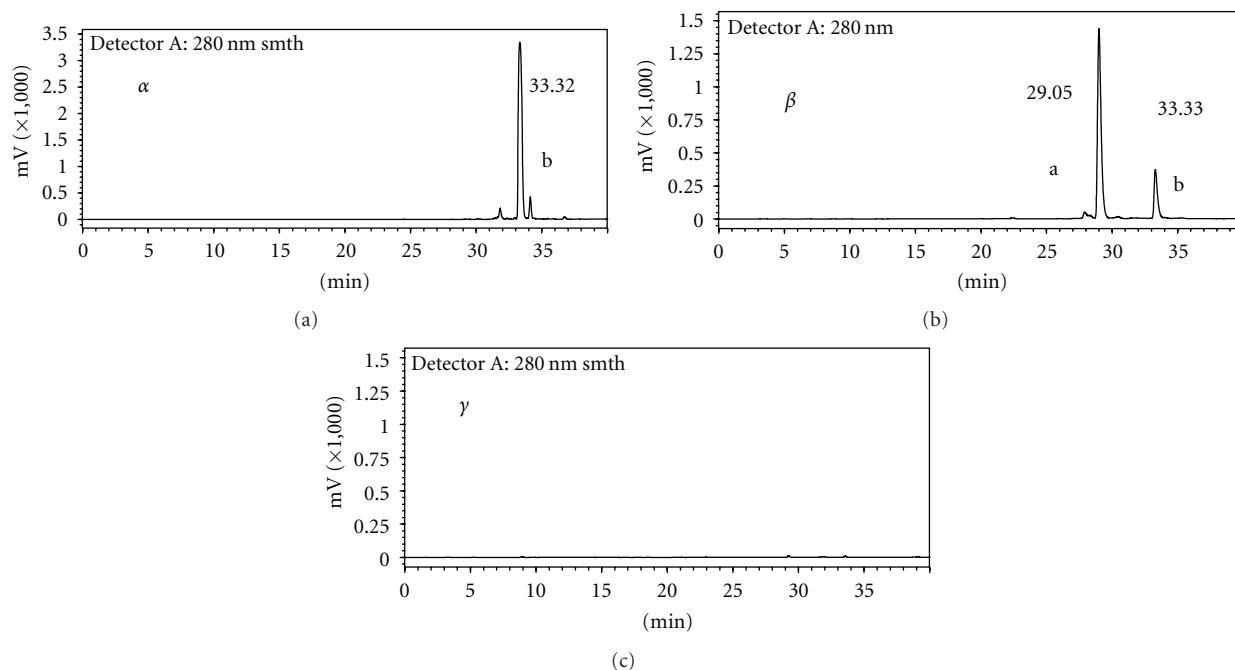 Detector A: 280 nm smth
α
33.32
b
mV (×1,000)
3.5
3
2.5
2
1.5
1
0.5
0
0 5 10 15 20 25 30 35
(min)
(a)
Detector A: 280 nm
β
29.05
33.33
a
b
mV (×1,000)
1.5
1.25
1
0.75
0.5
0.25
0
0 5 10 15 20 25 30 35
(min)
(b)
Detector A: 280 nm smth
γ
mV (×1,000)
1.5
1.25
1
0.75
0.5
0.25
0
0 5 10 15 20 25 30 35
(min)
(c)